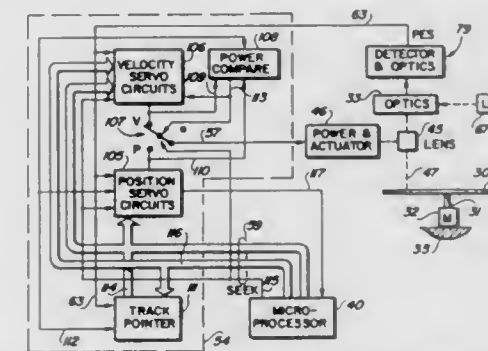 63
PES
79
DETECTOR
& OPTICS
106
108
VELOCITY
SERVO
CIRCUITS
POWER
COMPARE
109
113
33
OPTICS
67
46
45
107
V
57
POWER &
ACTUATOR
LENS
P
110
47
30
105
POSITION
SERVO
CIRCUITS
117
31
32
M
35
116
59
114
SEEK
115
63
111
TRACK
POINTER
MICRO-
PROCESSOR
40
112
54